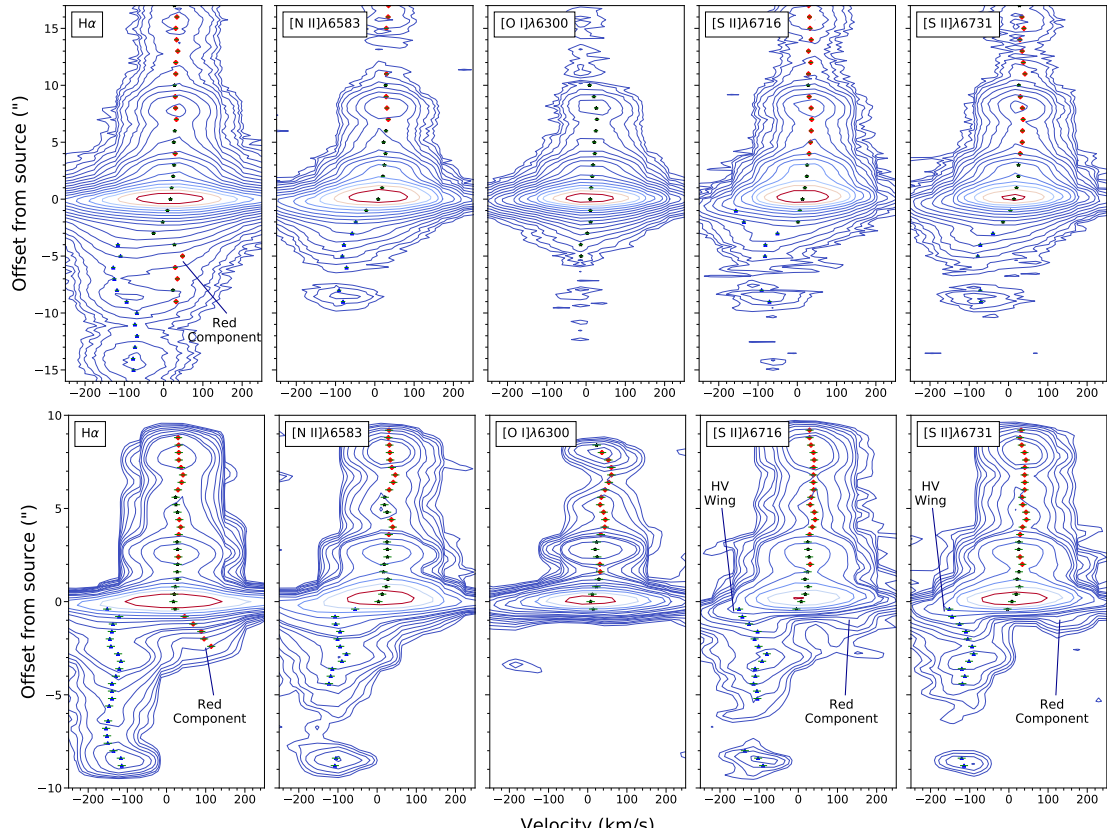 Hα
[N II]λ6583
[O I]λ6300
[S II]λ6716
[S II]λ6731
Offset from source (")
15
10
5
0
−5
−10
−15
Red
Component
−200 −100 0 100 200
−200 −100 0 100 200
−200 −100 0 100 200
−200 −100 0 100 200
−200 −100 0 100 200
Hα
[N II]λ6583
[O I]λ6300
[S II]λ6716
[S II]λ6731
Offset from source (")
10
5
0
−5
−10
Red
Component
HV
Wing
Red
Component
HV
Wing
Red
Component
−200 −100 0 100 200
−200 −100 0 100 200
−200 −100 0 100 200
−200 −100 0 100 200
−200 −100 0 100 200
Velocity (km/s)